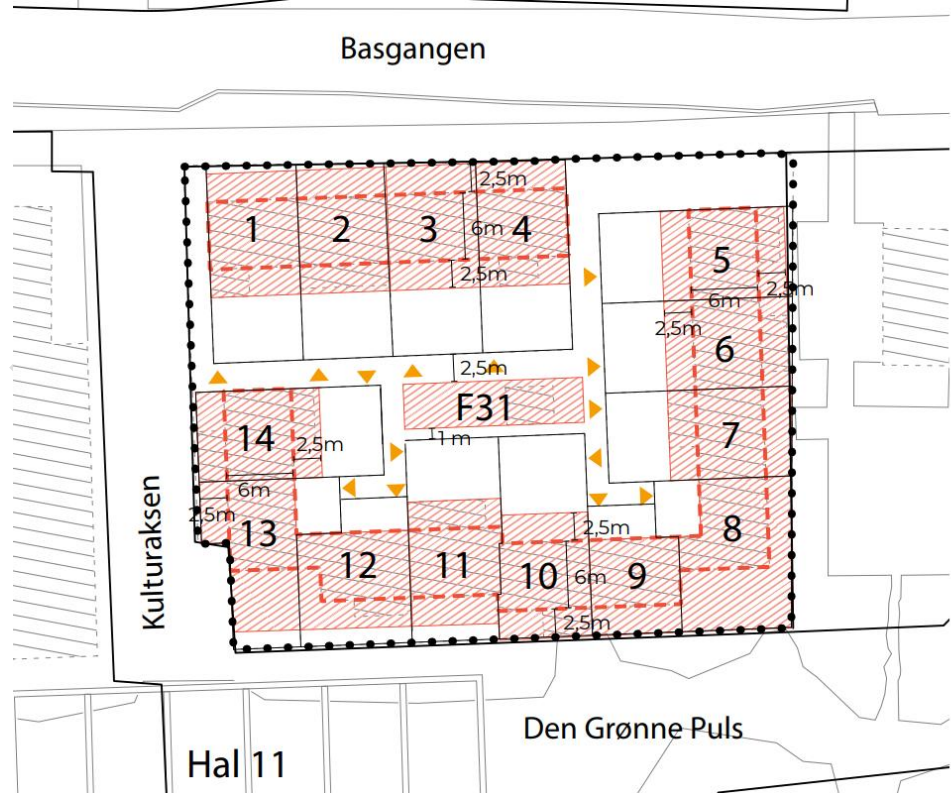 Basgangen
2,5m
1
2
3
6m
4
2,5m
5
2,5m
6m
2,5m
6
2,5m
F31
7
14
2,5m
1 m
6m
2,5m
13
8
2,5m
12
11
10
6m
9
2,5m
Kulturaksen
Den Grønne Puls
Hal 11